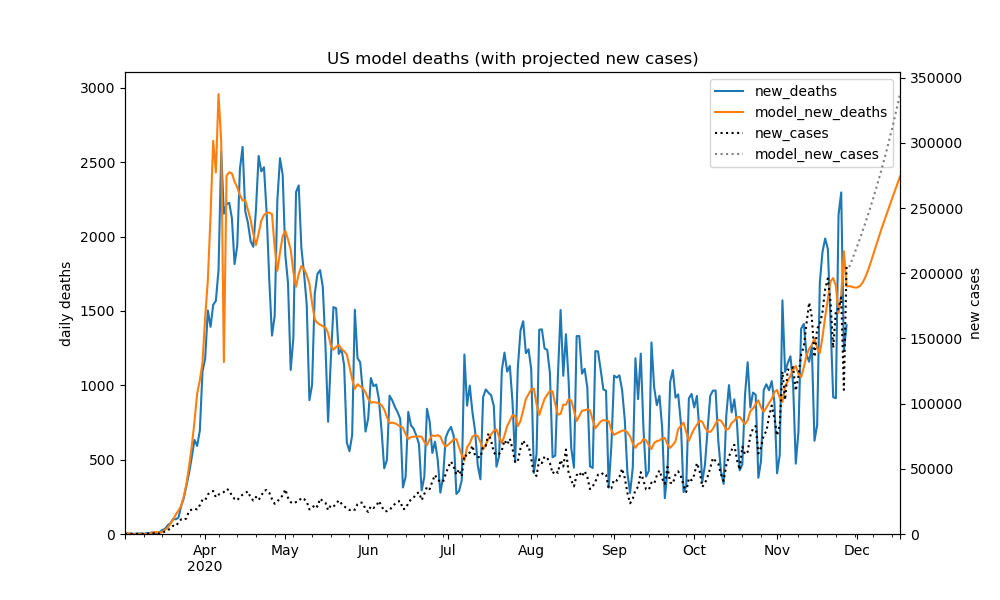 US model deaths (with projected new cases)
new_deaths
model_new_deaths
new_cases
model_new_cases
daily deaths
3000
2500
2000
1500
1000
500
0
350000
300000
250000
200000
150000
100000
50000
0
new cases
Apr May Jun Jul Aug Sep Oct Nov Dec
2020